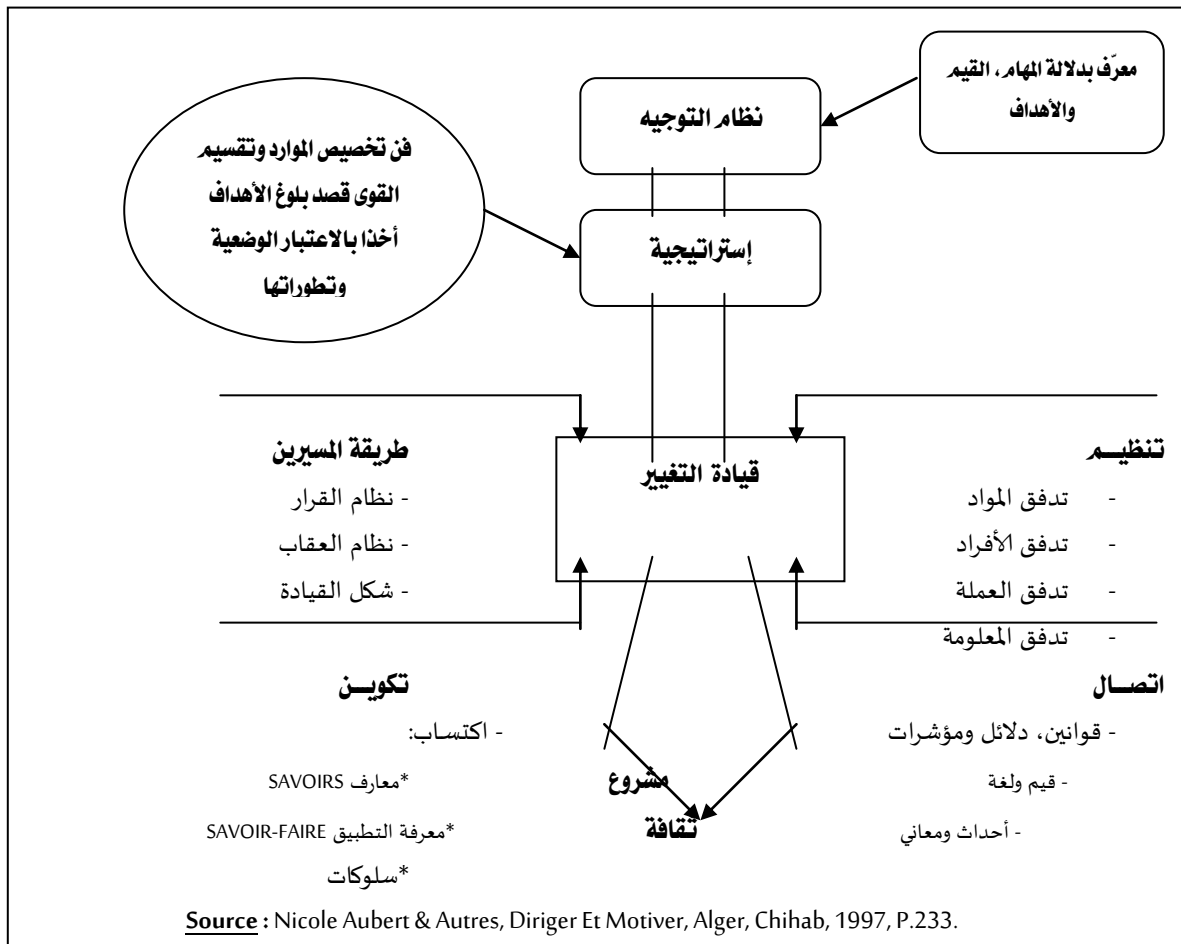 معرّف بدلالة المهام، القيم
والأهداف
نظام التوجيه
فن تخصيص الموارد وتقسيم
القوى قصد بلوغ الأهداف
أخذا بالاعتبار الوضعية
وتطوراتها
إستراتيجية
قيادة التغيير
تنظيـــم
- تدفق المواد
- تدفق الأفراد
- تدفق العملة
- تدفق المعلومة
طريقة المسيرين
- نظام القرار
- نظام العقاب
- شكل القيادة
اتصــال
- قوانين، دلائل ومؤشرات
- قيم ولغة
- أحداث ومعاني
تكويــن
- اكتساب:
*معارف SAVOIRS
*معرفة التطبيق SAVOIR-FAIRE
*سلوكات
مشروع
ثقافة
Source : Nicole Aubert & Autres, Diriger Et Motiver, Alger, Chihab, 1997, P.233.